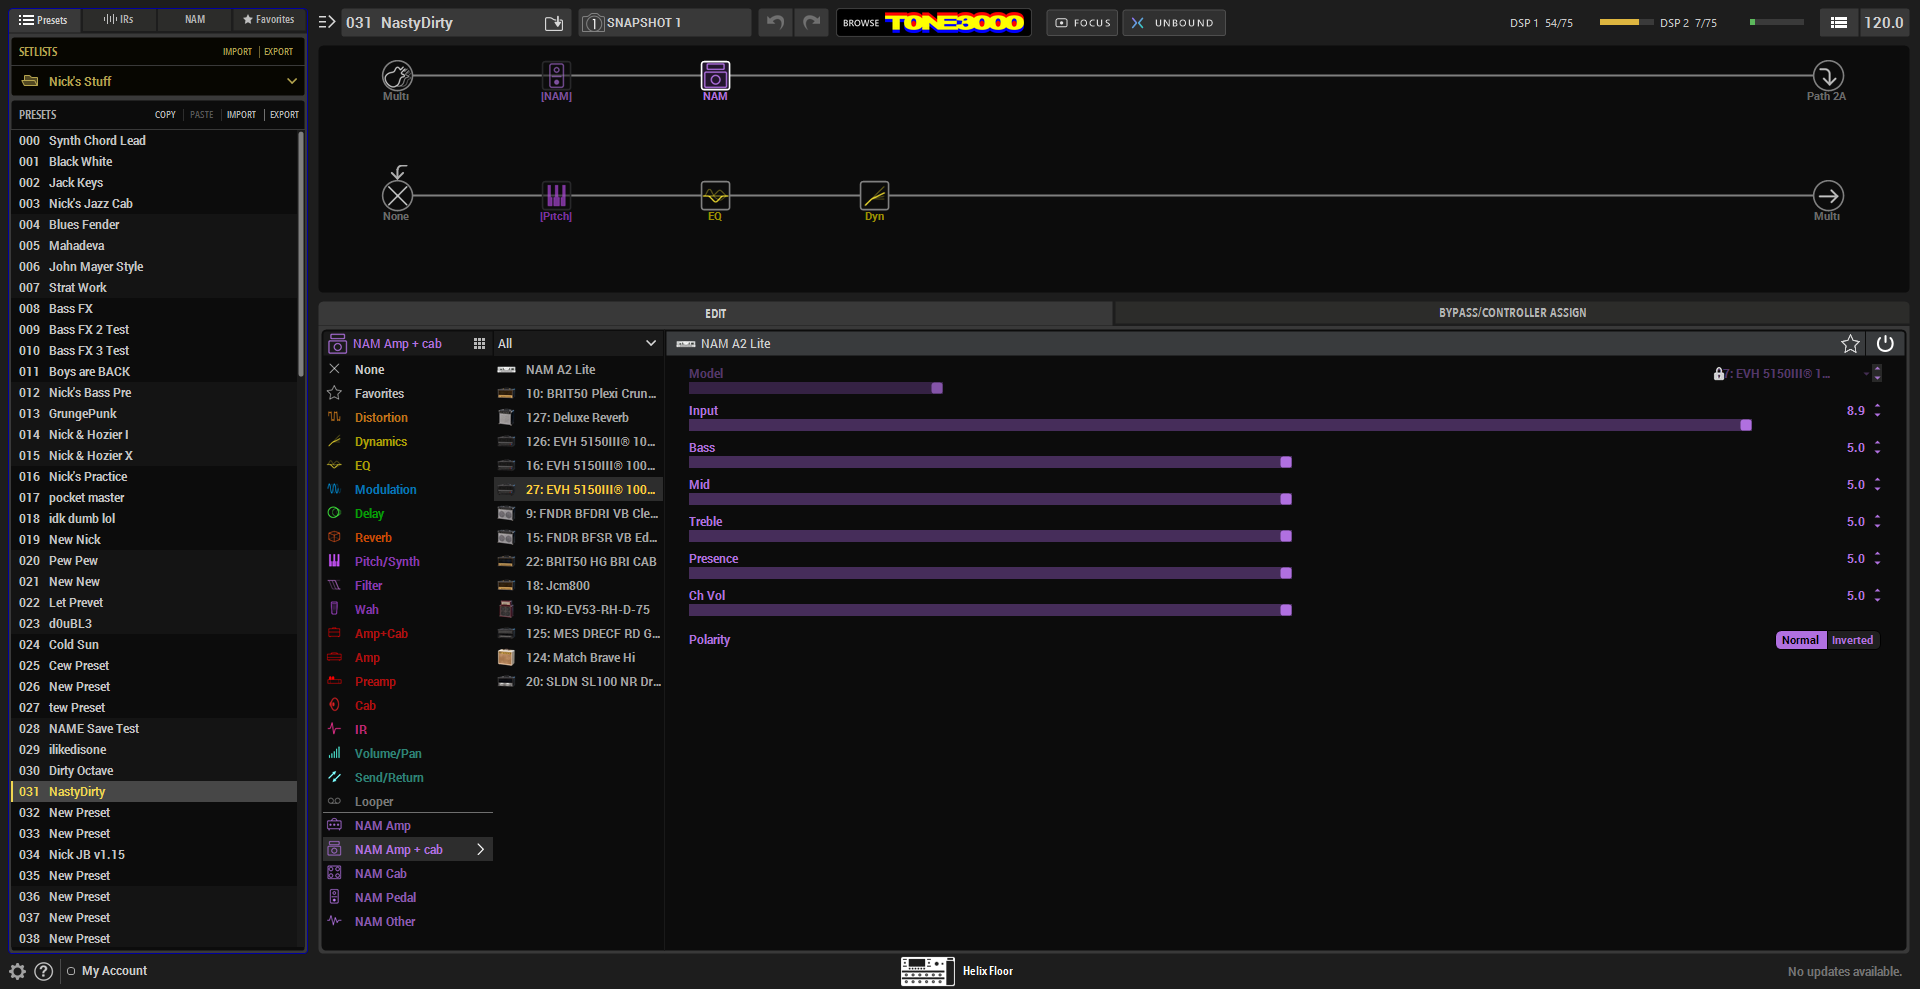 Presets IRs NAM Favorites
031 NastyDirty 1 SNAPSHOT 1 BROWSE TONE3000 FOCUS UNBOUND DSP 1 54/75 DSP 2 7/75 120.0
SETLISTS IMPORT EXPORT
Nick's Stuff
PRESETS COPY PASTE IMPORT EXPORT
000 Synth Chord Lead
001 Black White
002 Jack Keys
003 Nick's Jazz Cab
004 Blues Fender
005 Mahadeva
006 John Mayer Style
007 Strat Work
008 Bass FX
009 Bass FX 2 Test
010 Bass FX 3 Test
011 Boys are BACK
012 Nick's Bass Pre
013 GrungePunk
014 Nick & Hozier I
015 Nick & Hozier X
016 Nick's Practice
017 pocket master
018 idk dumb lol
019 New Nick
020 Pew Pew
021 New New
022 Let Prevet
023 d0uBL3
024 Cold Sun
025 Cew Preset
026 New Preset
027 tew Preset
028 NAME Save Test
029 ilikedisone
030 Dirty Octave
031 NastyDirty
032 New Preset
033 New Preset
034 Nick JB v1.15
035 New Preset
036 New Preset
037 New Preset
038 New Preset
Multi [NAM] NAM Path 2A
None [Pitch] EQ Dyn Multi
EDIT BYPASS/CONTROLLER ASSIGN
NAM Amp + cab All
None
Favorites
Distortion
Dynamics
EQ
Modulation
Delay
Reverb
Pitch/Synth
Filter
Wah
Amp+Cab
Amp
Preamp
Cab
IR
Volume/Pan
Send/Return
Looper
NAM Amp
NAM Amp + cab
NAM Cab
NAM Pedal
NAM Other
NAM A2 Lite
10: BRIT50 Plexi Crun...
127: Deluxe Reverb
126: EVH 5150III® 10...
16: EVH 5150III® 100...
27: EVH 5150III® 100...
9: FNDR BFDRI VB Cle...
15: FNDR BFSR VB Ed...
22: BRIT50 HG BRI CAB
18: Jcm800
19: KD-EV53-RH-D-75
125: MES DRECF RD G...
124: Match Brave Hi
20: SLDN SL100 NR Dr...
NAM A2 Lite
Model 7: EVH 5150III® 1...
Input 8.9
Bass 5.0
Mid 5.0
Treble 5.0
Presence 5.0
Ch Vol 5.0
Polarity Normal Inverted
? My Account Helix Floor No updates available.